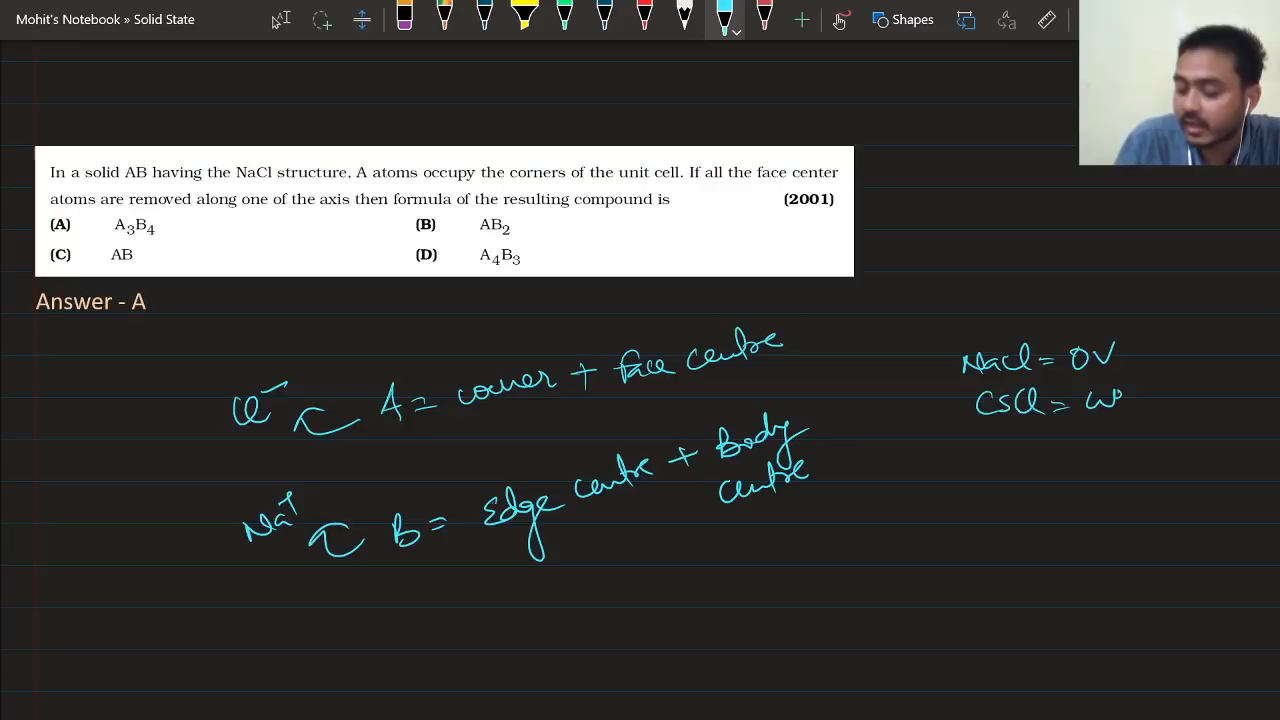 Mohit's Notebook » Solid State
Shapes
In a solid AB having the NaCl structure, A atoms occupy the corners of the unit cell. If all the face center
atoms are removed along one of the axis then formula of the resulting compound is (2001)
(A) A₃B₄ (B) AB₂
(C) AB (D) A₄B₃
Answer - A
Cl⁻ A = corner + face centre
Na⁺ B = Edge centre + Body
centre
NaCl = OV
CsCl =